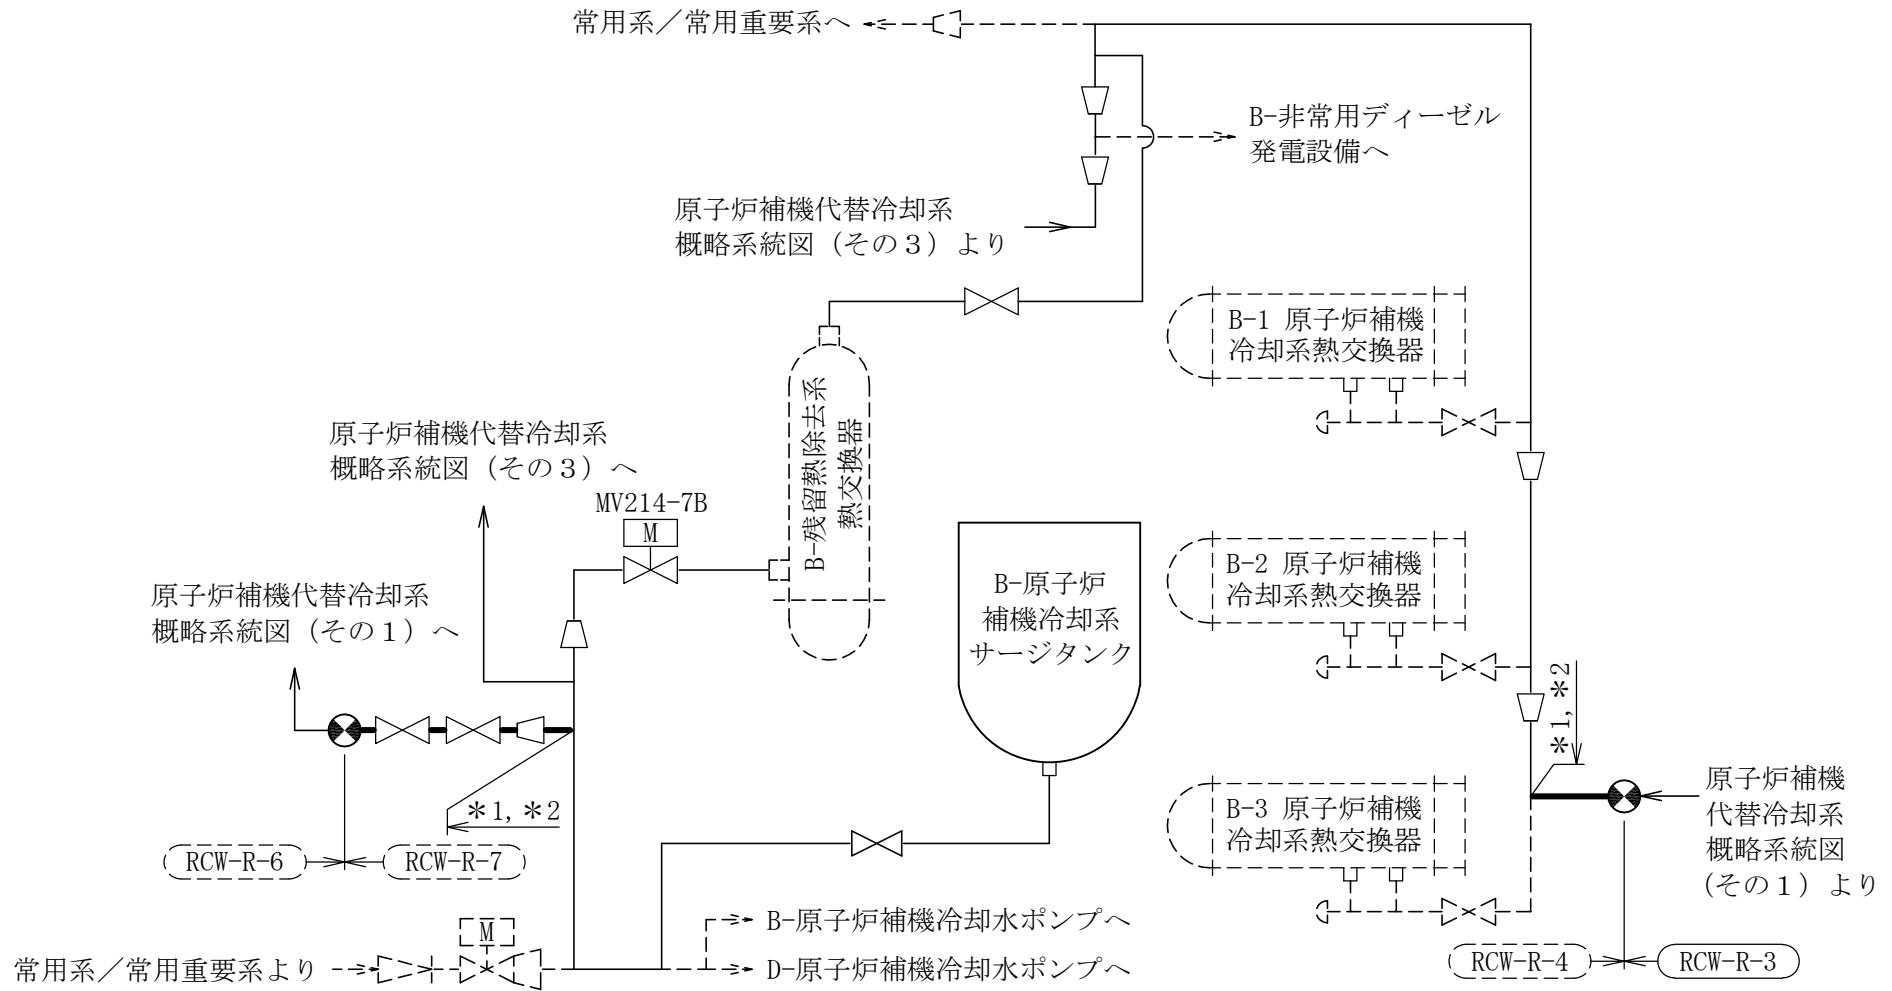 常用系／常用重要系へ
B-非常用ディーゼル
発電設備へ
原子炉補機代替冷却系
概略系統図（その３）より
B-1 原子炉補機
冷却系熱交換器
B-残留熱除去系
熱交換器
原子炉補機代替冷却系
概略系統図（その３）へ
MV214-7B
M
B-原子炉
補機冷却系
サージタンク
B-2 原子炉補機
冷却系熱交換器
原子炉補機代替冷却系
概略系統図（その１）へ
＊1,＊2
＊1,＊2
B-3 原子炉補機
冷却系熱交換器
原子炉補機
代替冷却系
概略系統図
（その１）より
RCW-R-6
RCW-R-7
B-原子炉補機冷却水ポンプへ
M
常用系／常用重要系より
D-原子炉補機冷却水ポンプへ
RCW-R-4
RCW-R-3